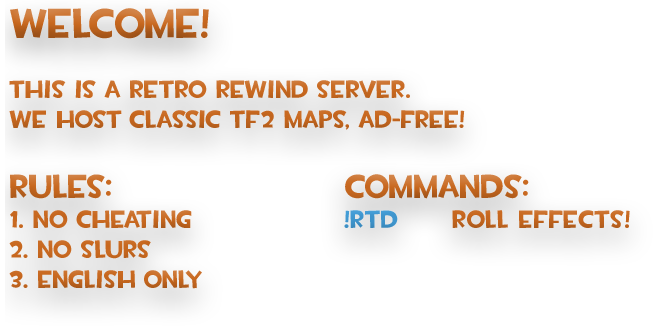 WELCOME!
THIS IS A RETRO REWIND SERVER.
WE HOST CLASSIC TF2 MAPS, AD-FREE!
RULES:
1. NO CHEATING
2. NO SLURS
3. ENGLISH ONLY
COMMANDS:
!RTD ROLL EFFECTS!